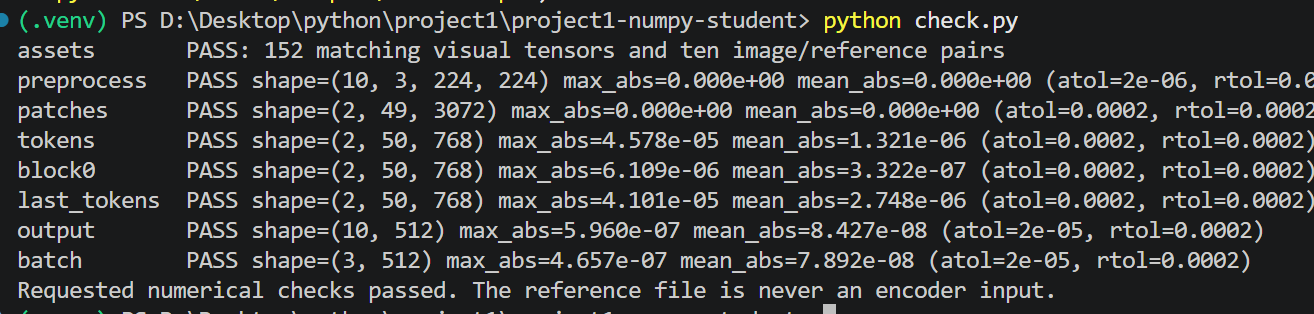 (.venv) PS D:\Desktop\python\project1\project1-numpy-student> python check.py
assets PASS: 152 matching visual tensors and ten image/reference pairs
preprocess PASS shape=(10, 3, 224, 224) max_abs=0.000e+00 mean_abs=0.000e+00 (atol=2e-06, rtol=0.0
patches PASS shape=(2, 49, 3072) max_abs=0.000e+00 mean_abs=0.000e+00 (atol=0.0002, rtol=0.0002
tokens PASS shape=(2, 50, 768) max_abs=4.578e-05 mean_abs=1.321e-06 (atol=0.0002, rtol=0.0002)
block0 PASS shape=(2, 50, 768) max_abs=6.109e-06 mean_abs=3.322e-07 (atol=0.0002, rtol=0.0002)
last_tokens PASS shape=(2, 50, 768) max_abs=4.101e-05 mean_abs=2.748e-06 (atol=0.0002, rtol=0.0002)
output PASS shape=(10, 512) max_abs=5.960e-07 mean_abs=8.427e-08 (atol=2e-05, rtol=0.0002)
batch PASS shape=(3, 512) max_abs=4.657e-07 mean_abs=7.892e-08 (atol=2e-05, rtol=0.0002)
Requested numerical checks passed. The reference file is never an encoder input.